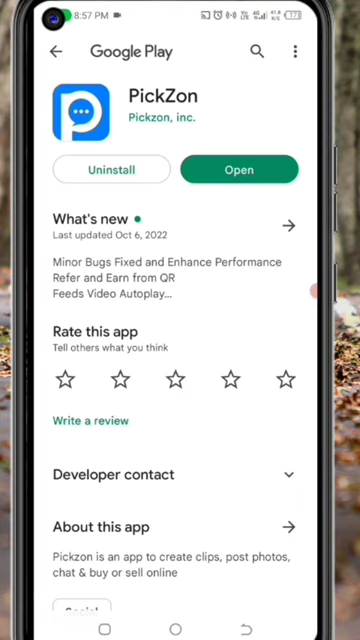 8:57 PM
Google Play
PickZon
Pickzon, inc.
Uninstall
Open
What's new
Last updated Oct 6, 2022
Minor Bugs Fixed and Enhance Performance
Refer and Earn from QR
Feeds Video Autoplay...
Rate this app
Tell others what you think
Write a review
Developer contact
About this app
Pickzon is an app to create clips, post photos,
chat & buy or sell online
Social